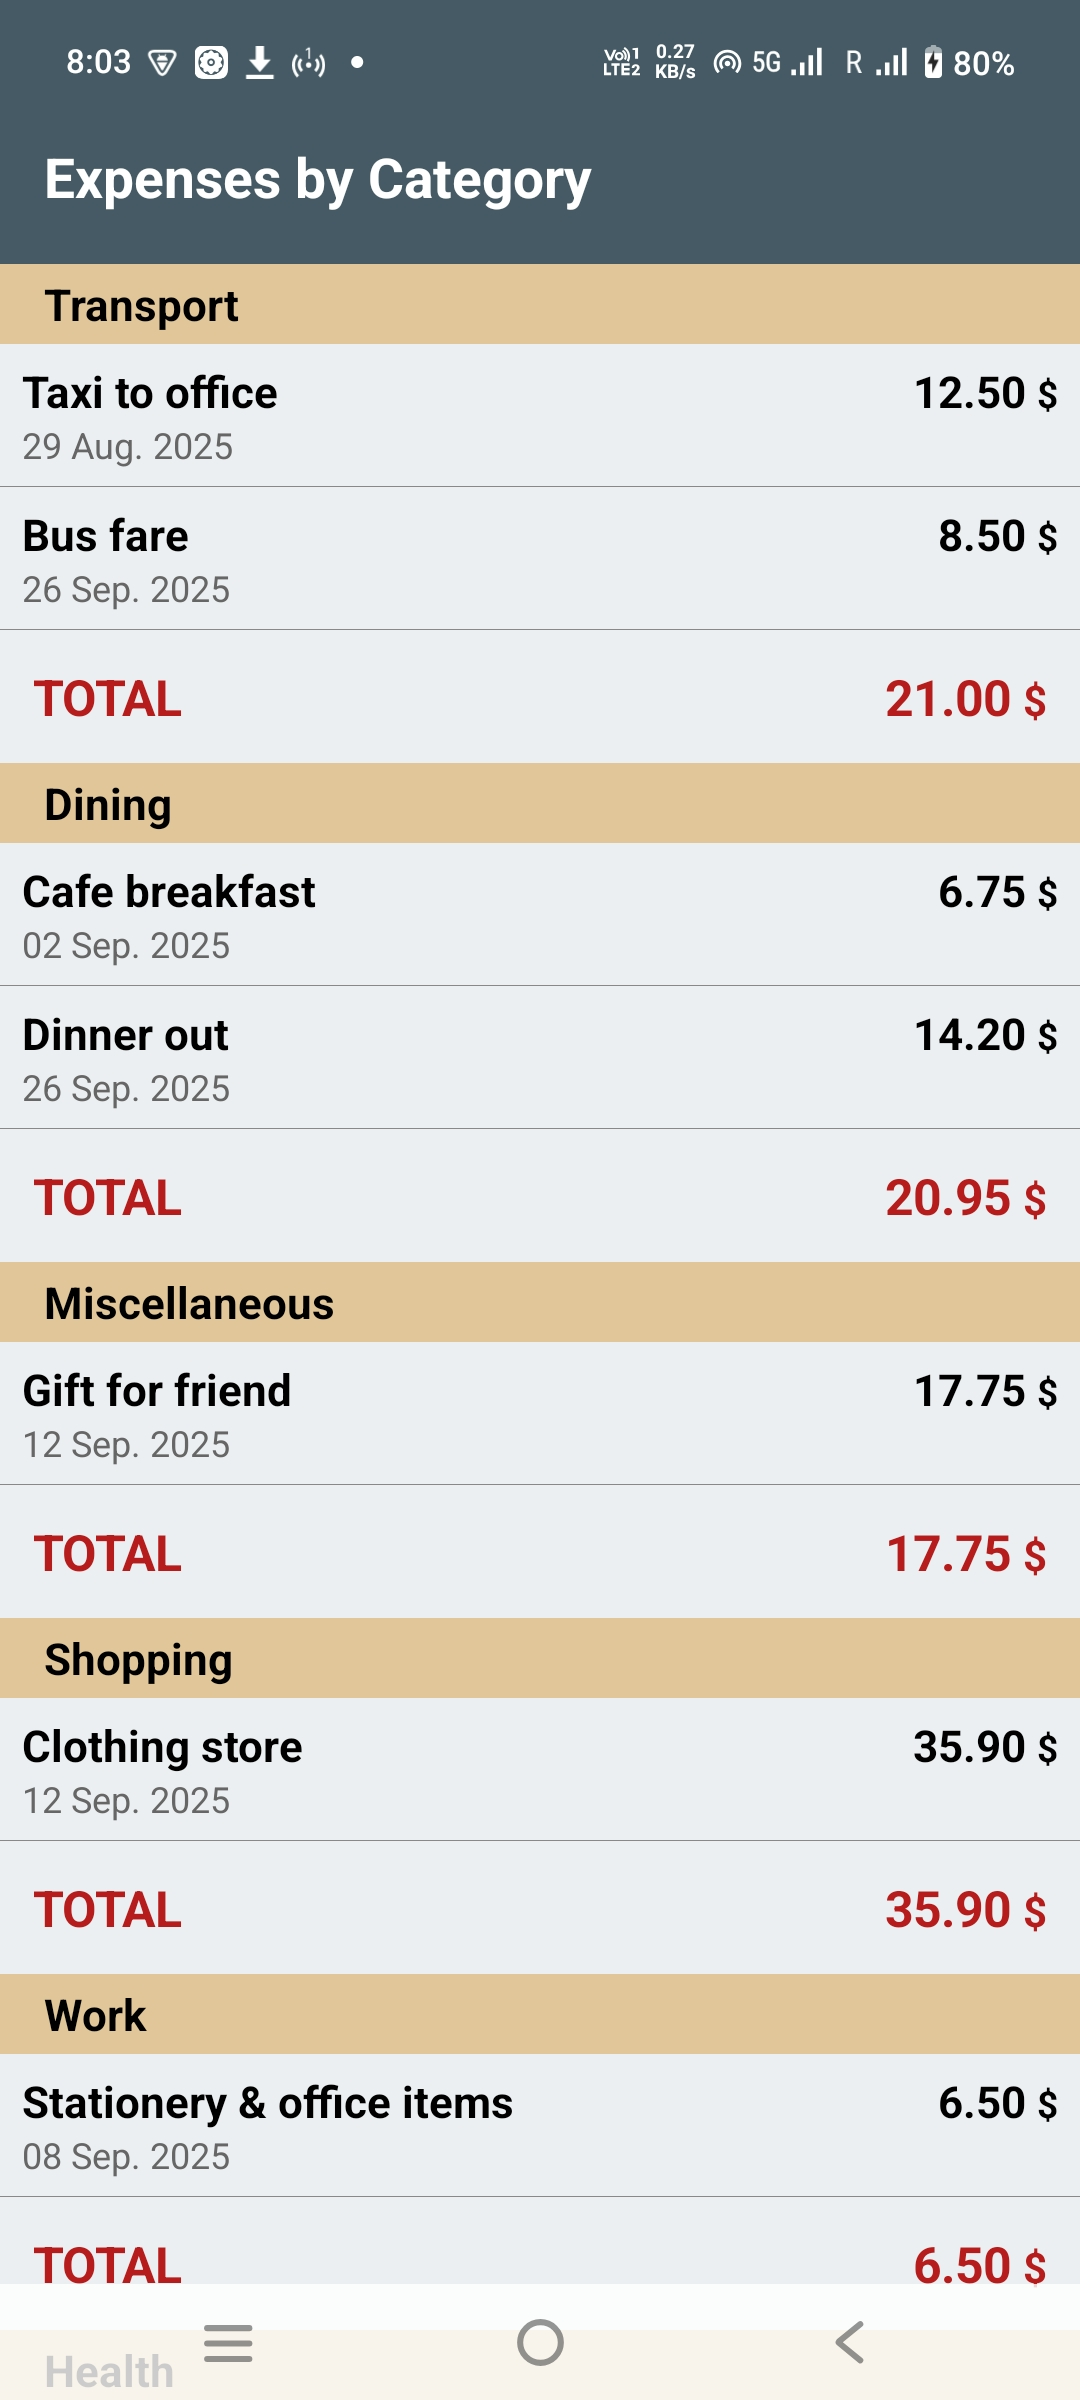 8:03 Vo)) 1 LTE2 0.27 KB/s 5G R 80%
Expenses by Category
Transport
Taxi to office 12.50 $
29 Aug. 2025
Bus fare 8.50 $
26 Sep. 2025
TOTAL 21.00 $
Dining
Cafe breakfast 6.75 $
02 Sep. 2025
Dinner out 14.20 $
26 Sep. 2025
TOTAL 20.95 $
Miscellaneous
Gift for friend 17.75 $
12 Sep. 2025
TOTAL 17.75 $
Shopping
Clothing store 35.90 $
12 Sep. 2025
TOTAL 35.90 $
Work
Stationery & office items 6.50 $
08 Sep. 2025
TOTAL 6.50 $
Health